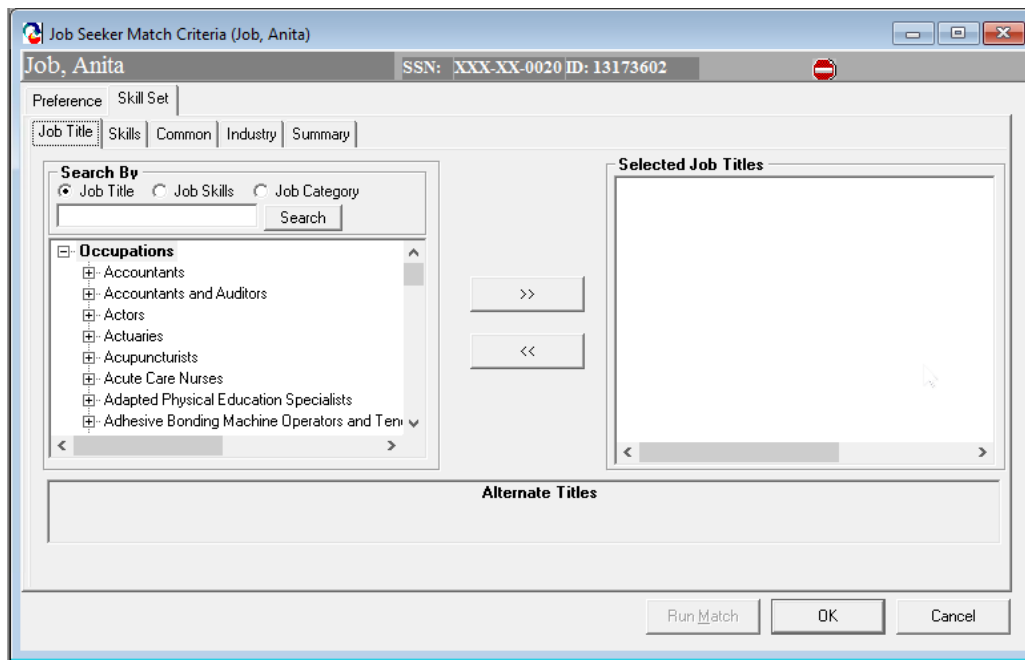 Job Seeker Match Criteria (Job, Anita)
Job, Anita SSN: XXX-XX-0020 ID: 13173602
Preference Skill Set
Job Title Skills Common Industry Summary
Search By
Job Title Job Skills Job Category
Search
Occupations
Accountants
Accountants and Auditors
Actors
Actuaries
Acupuncturists
Acute Care Nurses
Adapted Physical Education Specialists
Adhesive Bonding Machine Operators and Ten
>>
<<
Selected Job Titles
Alternate Titles
Run Match OK Cancel